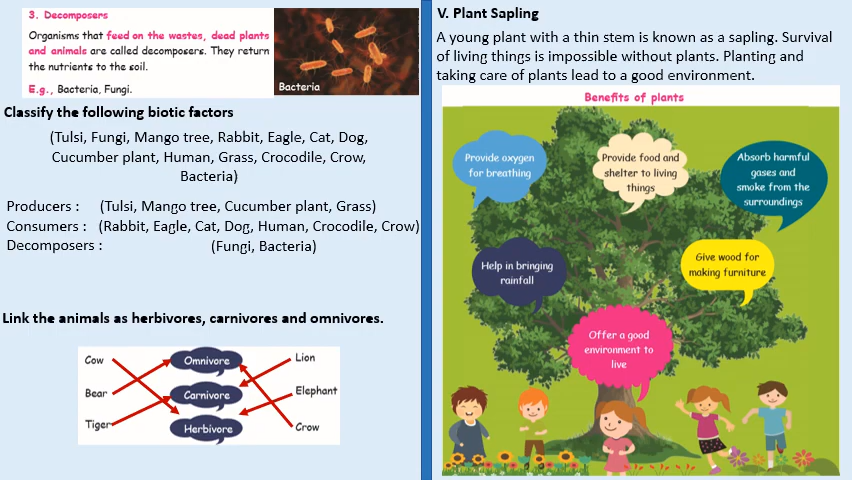 3. Decomposers
Organisms that feed on the wastes, dead plants
and animals are called decomposers. They return
the nutrients to the soil.
E.g., Bacteria, Fungi.
Bacteria
Classify the following biotic factors
(Tulsi, Fungi, Mango tree, Rabbit, Eagle, Cat, Dog,
Cucumber plant, Human, Grass, Crocodile, Crow,
Bacteria)
Producers : (Tulsi, Mango tree, Cucumber plant, Grass)
Consumers : (Rabbit, Eagle, Cat, Dog, Human, Crocodile, Crow)
Decomposers : (Fungi, Bacteria)
Link the animals as herbivores, carnivores and omnivores.
Cow Omnivore Lion
Bear Carnivore Elephant
Tiger Herbivore Crow
V. Plant Sapling
A young plant with a thin stem is known as a sapling. Survival
of living things is impossible without plants. Planting and
taking care of plants lead to a good environment.
Benefits of plants
Provide oxygen
for breathing
Provide food and
shelter to living
things
Absorb harmful
gases and
smoke from the
surroundings
Help in bringing
rainfall
Give wood for
making furniture
Offer a good
environment to
live